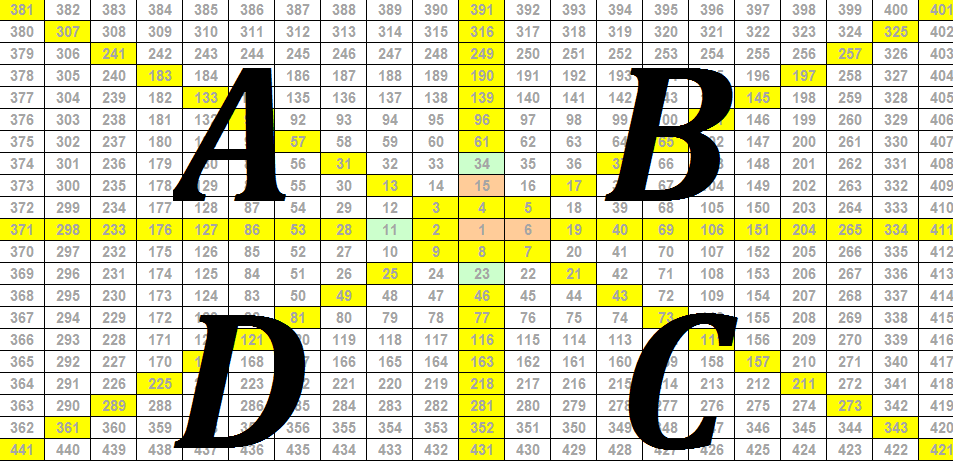 381 382 383 384 385 386 387 388 389 390 391 392 393 394 395 396 397 398 399 400 401
380 307 308 309 310 311 312 313 314 315 316 317 318 319 320 321 322 323 324 325 402
379 306 241 242 243 244 245 246 247 248 249 250 251 252 253 254 255 256 257 326 403
378 305 240 183 184 186 187 188 189 190 191 192 193 196 197 258 327 404
377 304 239 182 133 135 136 137 138 139 140 141 142 145 198 259 328 405
376 303 238 181 92 93 94 95 96 97 98 99 100 146 199 260 329 406
375 302 237 180 57 58 59 60 61 62 63 64 65 147 200 261 330 407
374 301 236 179 56 31 32 33 34 35 36 66 148 201 262 331 408
373 300 235 178 129 55 30 13 14 15 16 17 67 104 149 202 263 332 409
A B
372 299 234 177 128 87 54 29 12 3 4 5 18 39 68 105 150 203 264 333 410
371 298 233 176 127 86 53 28 11 2 1 6 19 40 69 106 151 204 265 334 411
370 297 232 175 126 85 52 27 10 9 8 7 20 41 70 107 152 205 266 335 412
369 296 231 174 125 84 51 26 25 24 23 22 21 42 71 108 153 206 267 336 413
368 295 230 173 124 83 50 49 48 47 46 45 44 43 72 109 154 207 268 337 414
367 294 229 172 81 80 79 78 77 76 75 74 73 155 208 269 338 415
366 293 228 171 121 119 118 117 116 115 114 113 156 209 270 339 416
365 292 227 170 168 167 166 165 164 163 162 161 160 158 157 210 271 340 417
364 291 226 225 223 222 221 220 219 218 217 216 215 213 212 211 272 341 418
363 290 289 288 286 284 283 282 281 280 279 278 277 276 275 274 273 342 419
362 361 360 359 357 356 355 354 353 352 351 350 349 348 347 346 345 344 343 420
441 440 439 438 437 436 435 434 433 432 431 430 429 428 427 426 425 424 423 422 421
D C